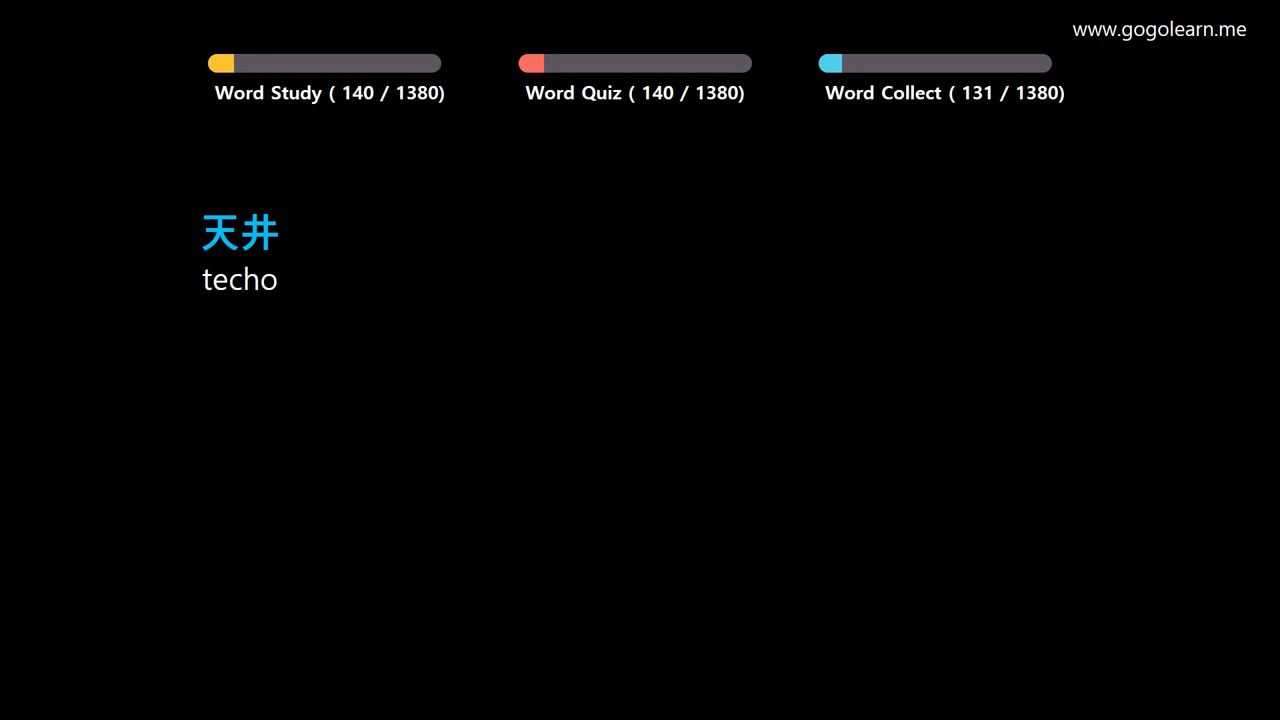 www.gogolearn.me
Word Study ( 140 / 1380)
Word Quiz ( 140 / 1380)
Word Collect ( 131 / 1380)
天井
techo